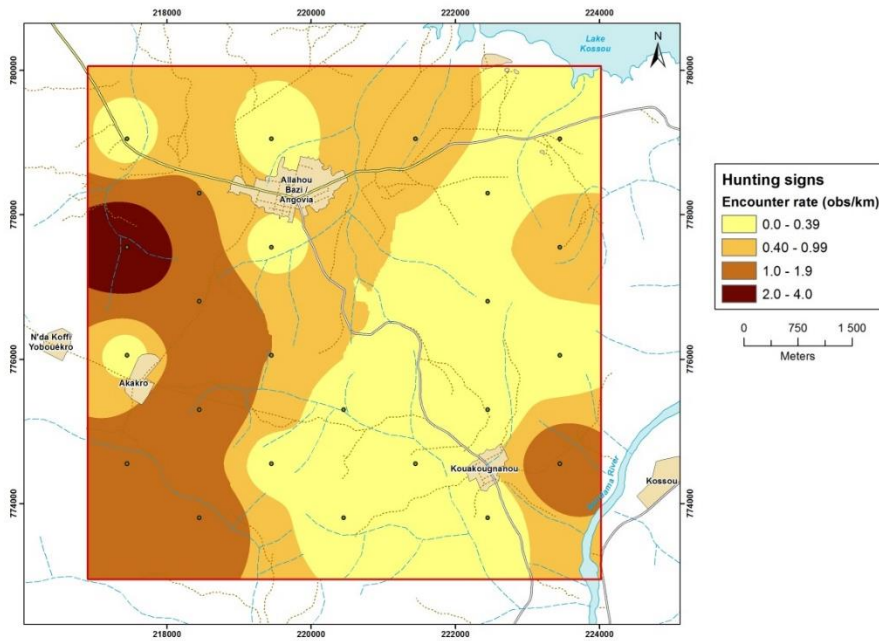 218000
220000
222000
224000
Lake
Kossou
N
780000
780000
Allahou
Bazi /
Angovia
778000
778000
Hunting signs
Encounter rate (obs/km)
0.0 - 0.39
0.40 - 0.99
1.0 - 1.9
2.0 - 4.0
0 750 1 500
Meters
N'da Koffi
Yobouékro
Akakro
776000
776000
Kouakougnanou
Kossou
River
774000
774000
218000
220000
222000
224000